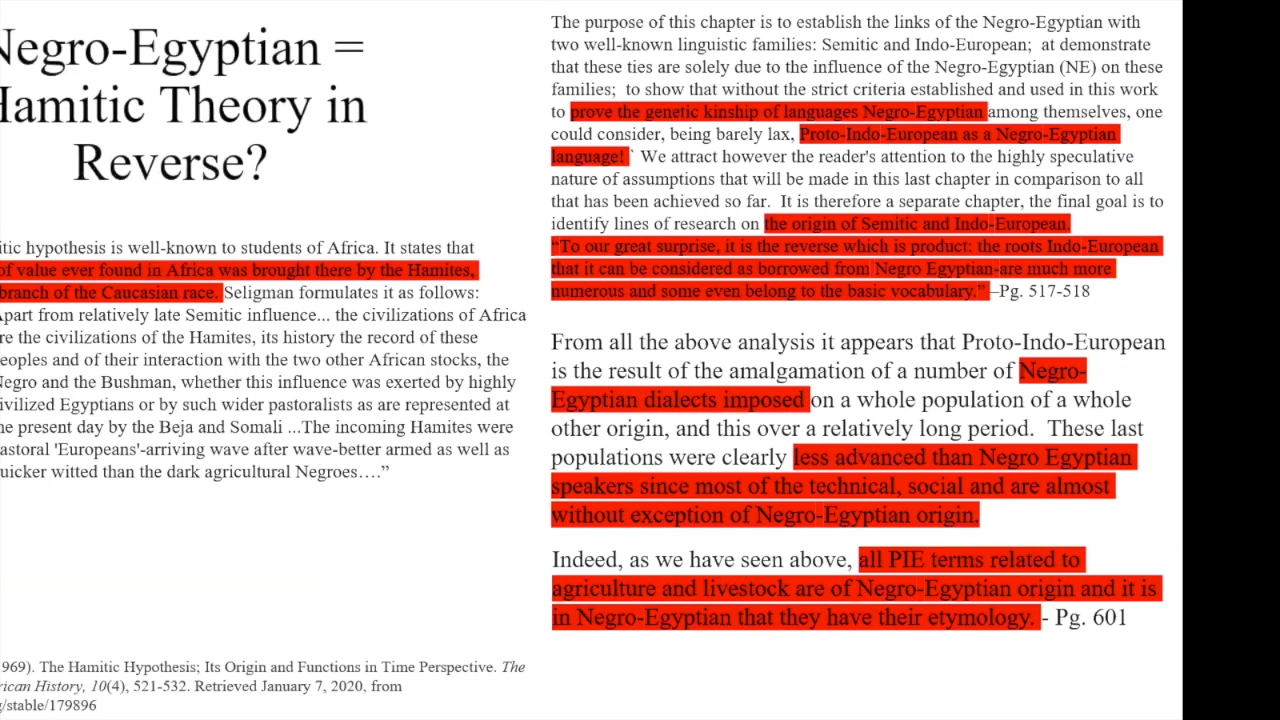 Negro-Egyptian =
Hamitic Theory in
Reverse?
itic hypothesis is well-known to students of Africa. It states that
of value ever found in Africa was brought there by the Hamites,
branch of the Caucasian race. Seligman formulates it as follows:
Apart from relatively late Semitic influence... the civilizations of Africa
re the civilizations of the Hamites, its history the record of these
eoples and of their interaction with the two other African stocks, the
Negro and the Bushman, whether this influence was exerted by highly
ivilized Egyptians or by such wider pastoralists as are represented at
he present day by the Beja and Somali ...The incoming Hamites were
astoral 'Europeans'-arriving wave after wave-better armed as well as
uicker witted than the dark agricultural Negroes….”
969). The Hamitic Hypothesis; Its Origin and Functions in Time Perspective. The
rican History, 10(4), 521-532. Retrieved January 7, 2020, from
g/stable/179896
The purpose of this chapter is to establish the links of the Negro-Egyptian with
two well-known linguistic families: Semitic and Indo-European; at demonstrate
that these ties are solely due to the influence of the Negro-Egyptian (NE) on these
families; to show that without the strict criteria established and used in this work
to prove the genetic kinship of languages Negro-Egyptian among themselves, one
could consider, being barely lax, Proto-Indo-European as a Negro-Egyptian
language! ` We attract however the reader's attention to the highly speculative
nature of assumptions that will be made in this last chapter in comparison to all
that has been achieved so far. It is therefore a separate chapter, the final goal is to
identify lines of research on the origin of Semitic and Indo-European.
“To our great surprise, it is the reverse which is product: the roots Indo-European
that it can be considered as borrowed from Negro Egyptian-are much more
numerous and some even belong to the basic vocabulary.” –Pg. 517-518
From all the above analysis it appears that Proto-Indo-European
is the result of the amalgamation of a number of Negro-
Egyptian dialects imposed on a whole population of a whole
other origin, and this over a relatively long period. These last
populations were clearly less advanced than Negro Egyptian
speakers since most of the technical, social and are almost
without exception of Negro-Egyptian origin.
Indeed, as we have seen above, all PIE terms related to
agriculture and livestock are of Negro-Egyptian origin and it is
in Negro-Egyptian that they have their etymology. - Pg. 601